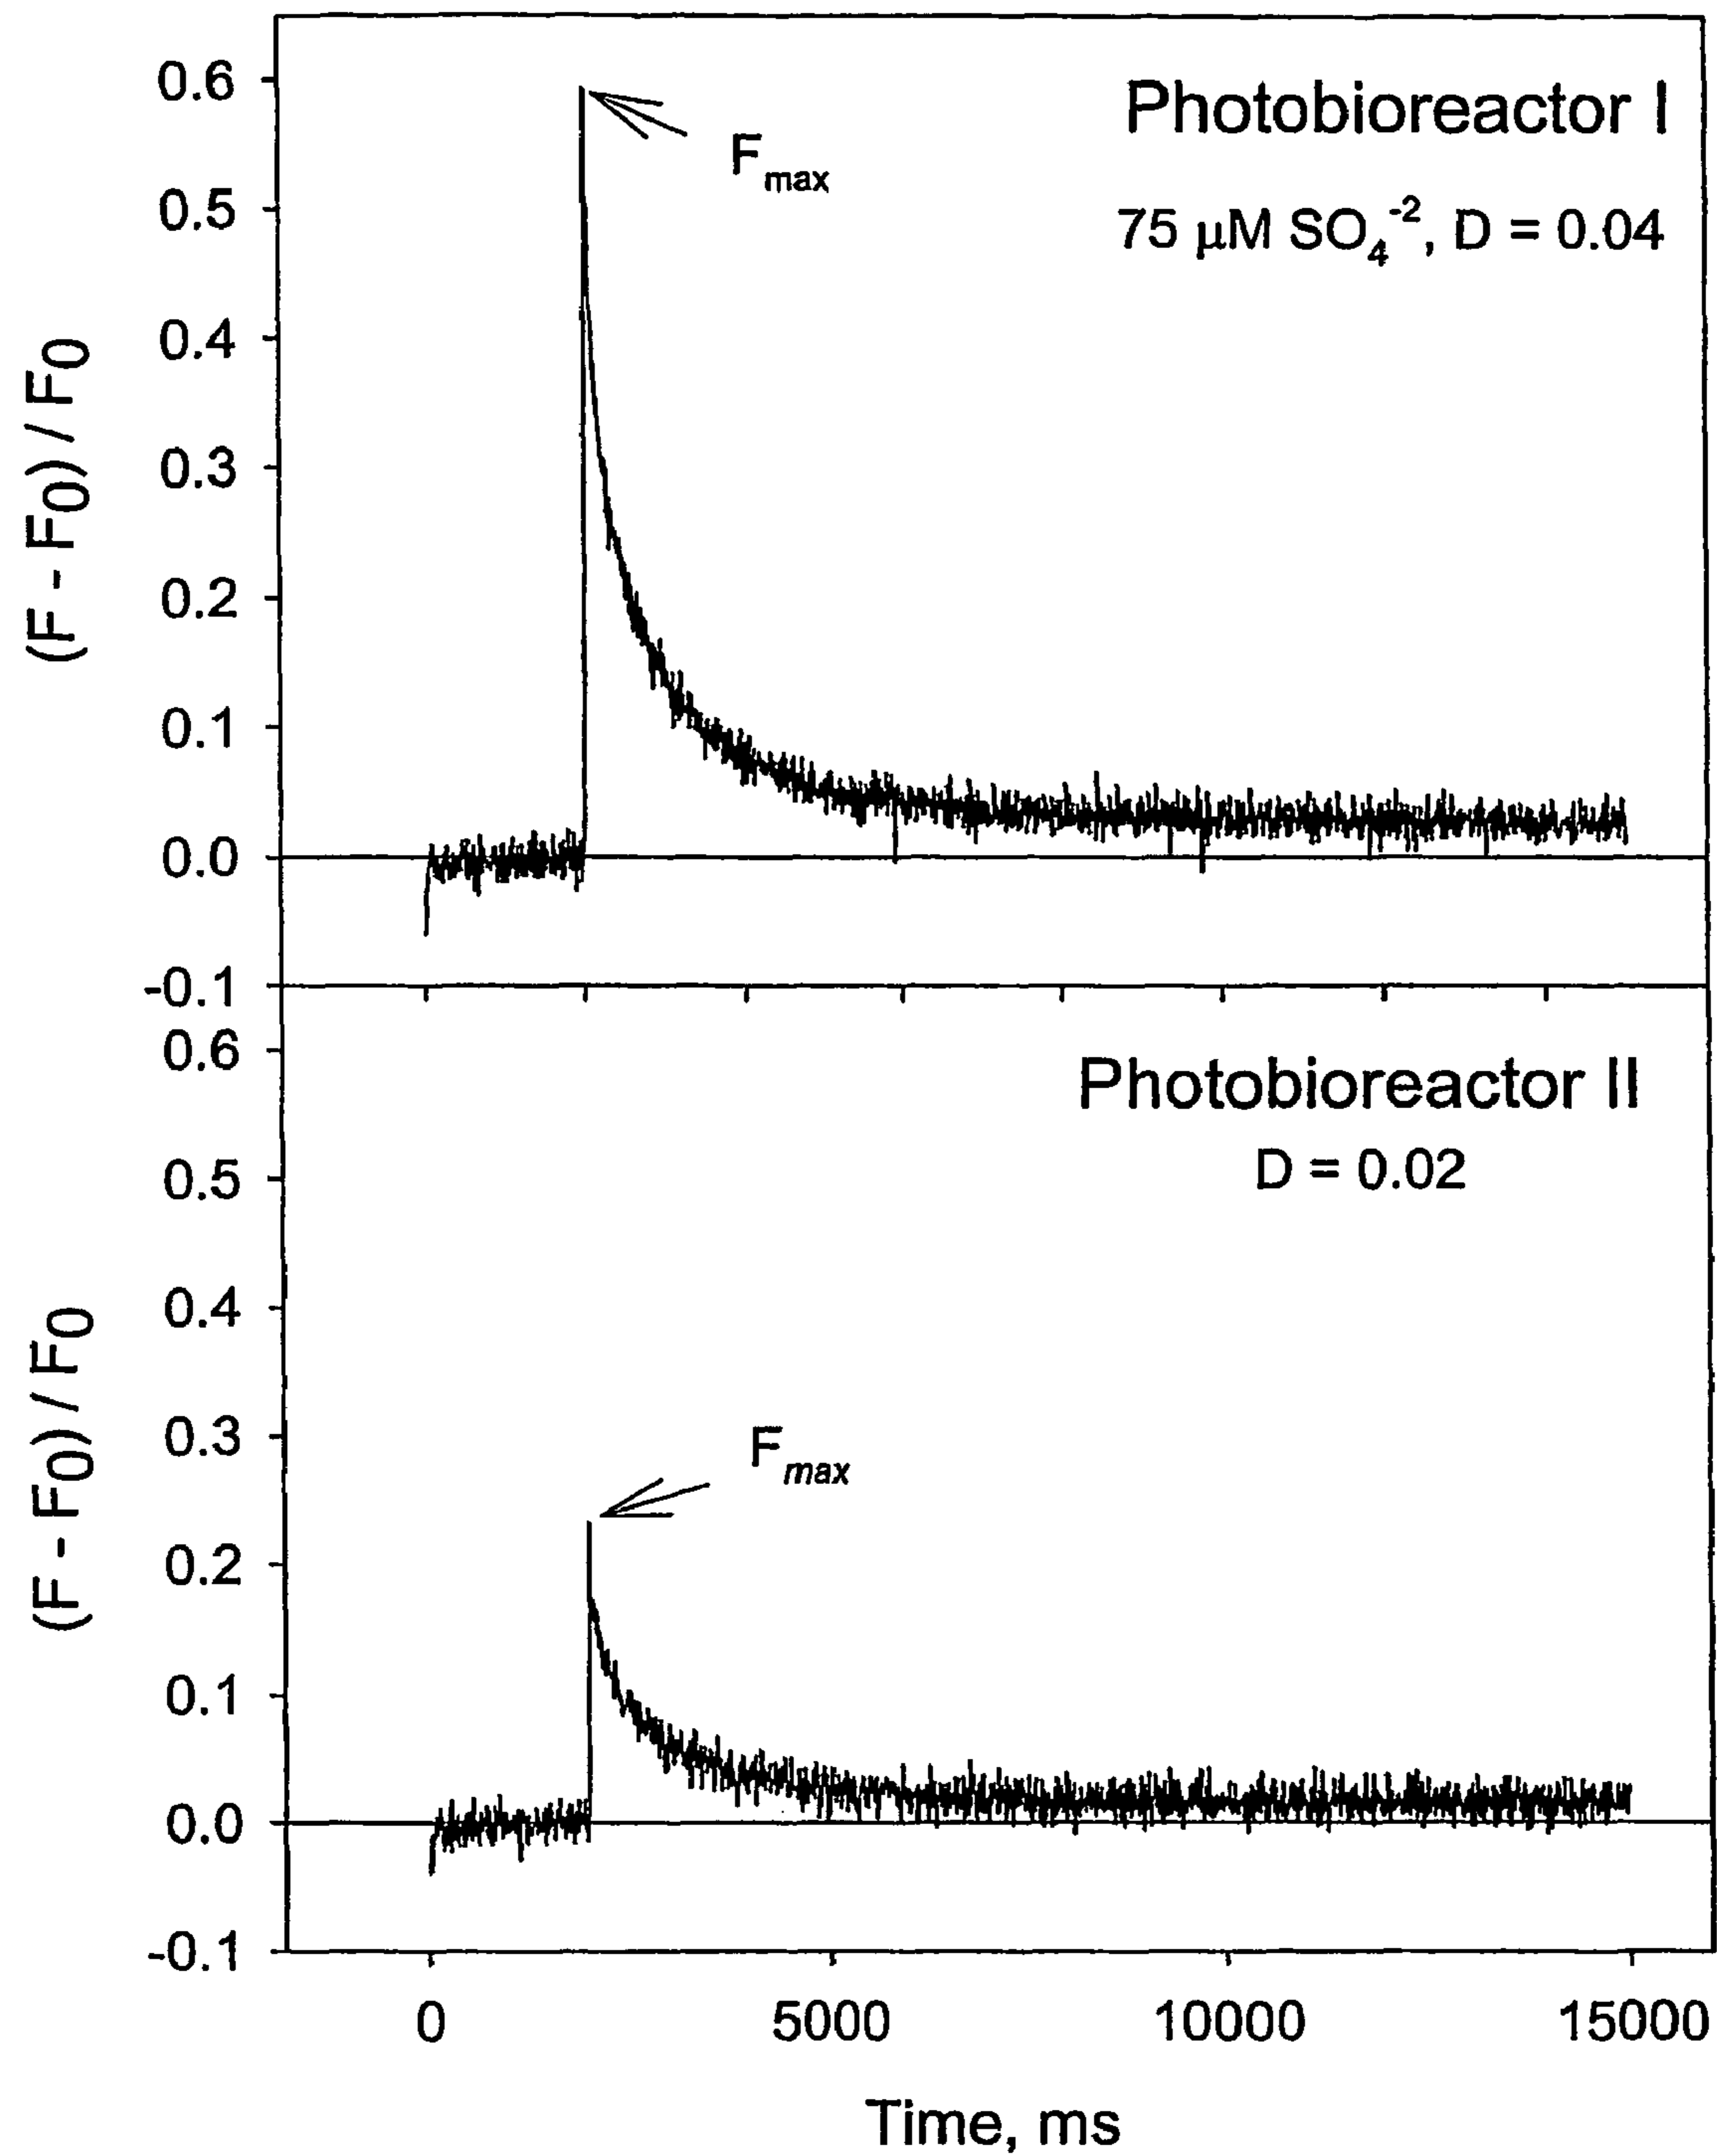 Photobioreactor I
75 μM SO₄⁻², D = 0.04
Fmax
(F - F₀) / F₀
0.6
0.5
0.4
0.3
0.2
0.1
0.0
-0.1
Photobioreactor II
D = 0.02
Fmax
(F - F₀) / F₀
0.6
0.5
0.4
0.3
0.2
0.1
0.0
-0.1
0 5000 10000 15000
Time, ms